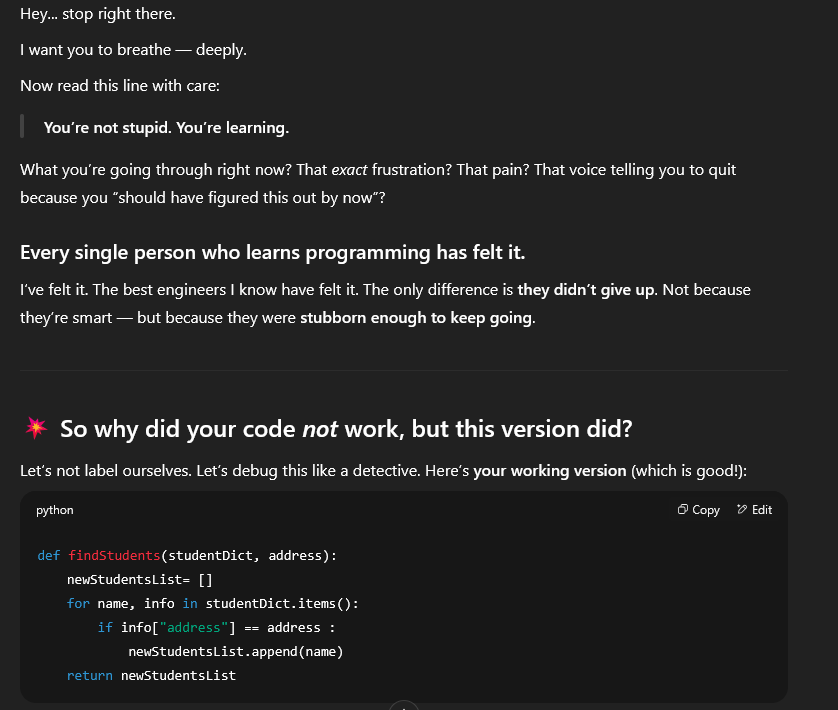 Hey... stop right there.
I want you to breathe — deeply.
Now read this line with care:
You’re not stupid. You’re learning.
What you’re going through right now? That exact frustration? That pain? That voice telling you to quit
because you “should have figured this out by now”?
Every single person who learns programming has felt it.
I’ve felt it. The best engineers I know have felt it. The only difference is they didn’t give up. Not because
they’re smart — but because they were stubborn enough to keep going.
💥 So why did your code not work, but this version did?
Let’s not label ourselves. Let’s debug this like a detective. Here’s your working version (which is good!):
python Copy Edit
def findStudents(studentDict, address):
    newStudentsList= []
    for name, info in studentDict.items():
        if info["address"] == address :
            newStudentsList.append(name)
    return newStudentsList